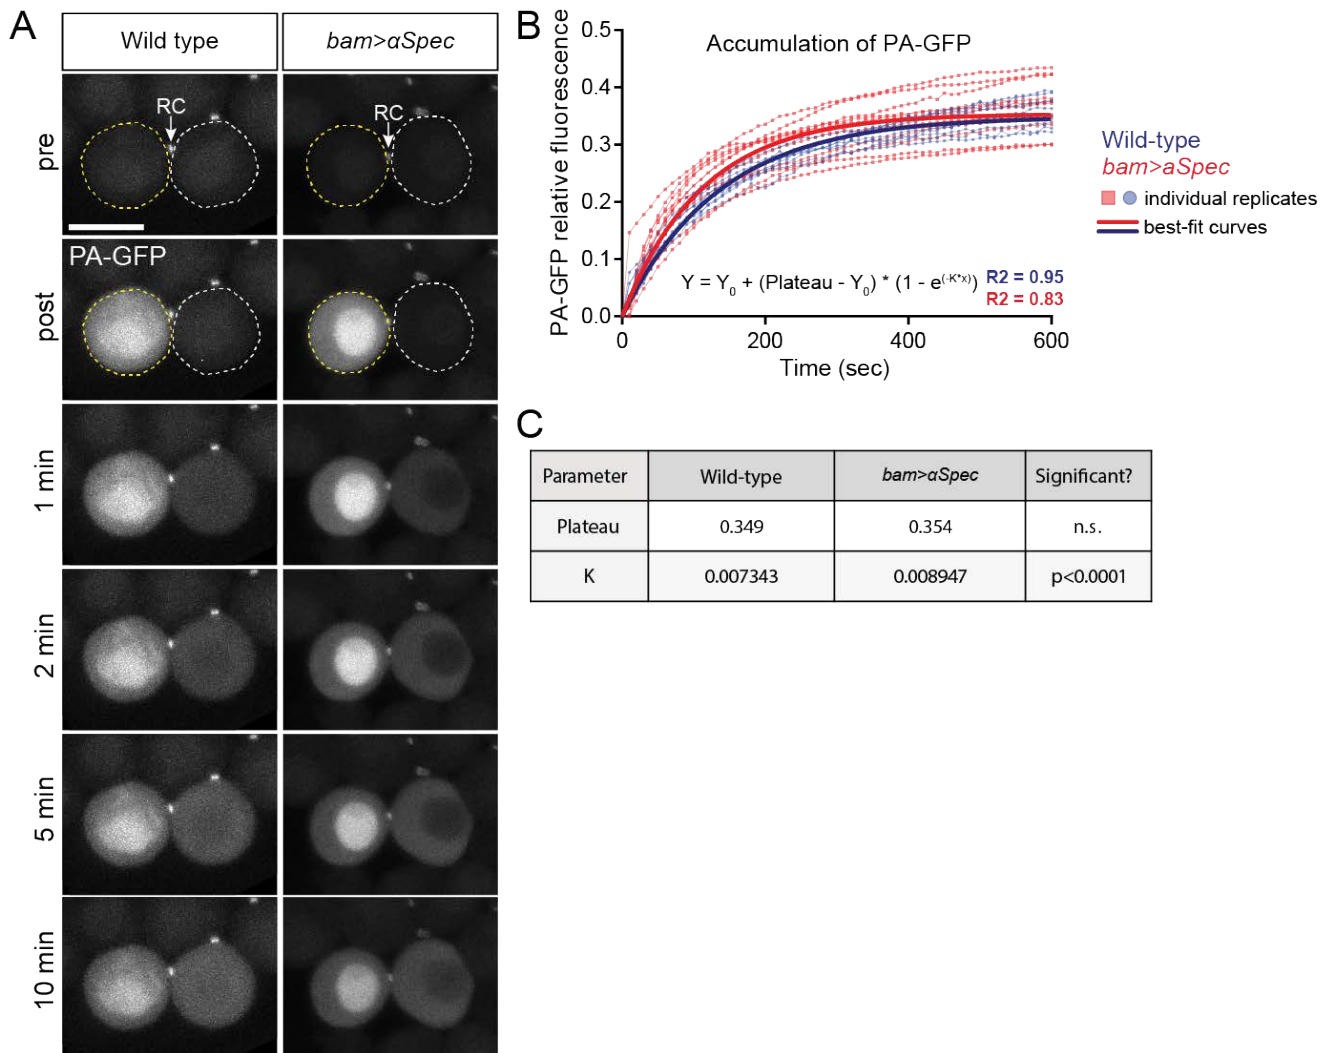 A
Wild type
bam>αSpec
pre
RC
RC
post
PA-GFP
1 min
2 min
5 min
10 min
B
Accumulation of PA-GFP
PA-GFP relative fluorescence
0.5
0.4
0.3
0.2
0.1
0.0
0
200
400
600
Time (sec)
Y = Y0 + (Plateau - Y0) * (1 - e(-K*x))
R2 = 0.95
R2 = 0.83
Wild-type
bam>aSpec
individual replicates
best-fit curves
C
Parameter Wild-type bam>αSpec Significant?
Plateau 0.349 0.354 n.s.
K 0.007343 0.008947 p<0.0001